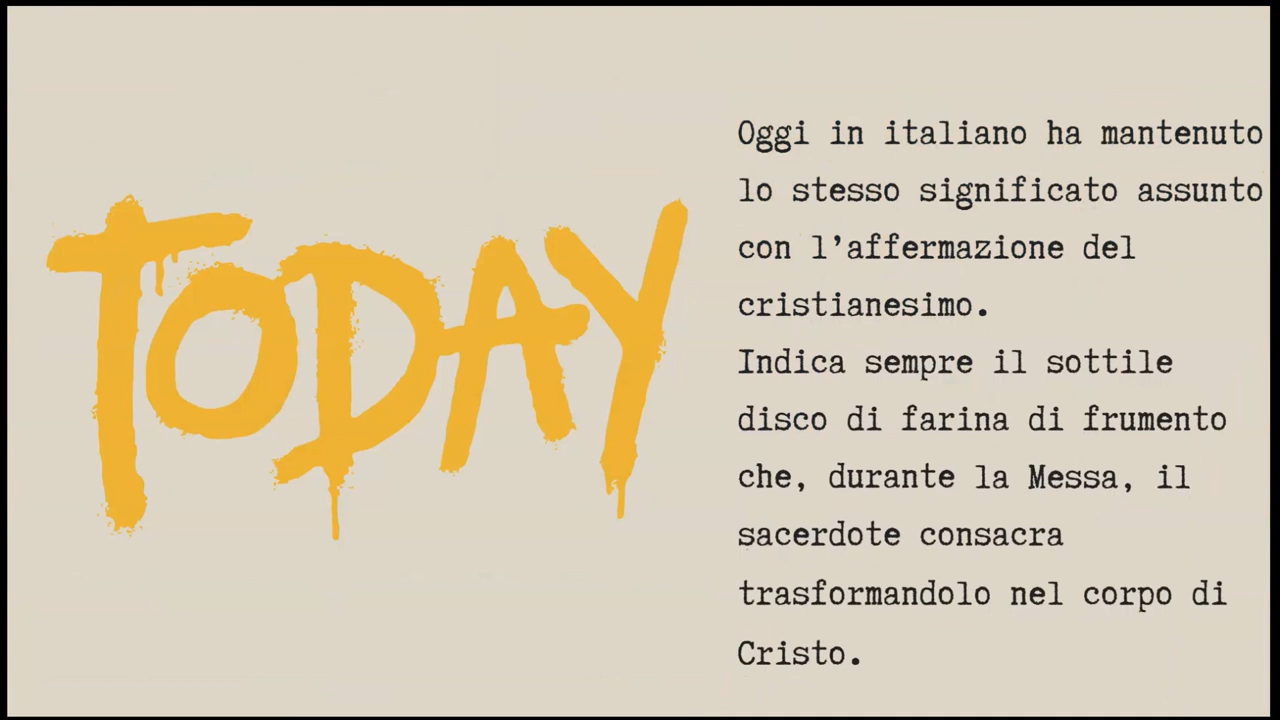 TODAY
Oggi in italiano ha mantenuto
lo stesso significato assunto
con l'affermazione del
cristianesimo.
Indica sempre il sottile
disco di farina di frumento
che, durante la Messa, il
sacerdote consacra
trasformandolo nel corpo di
Cristo.